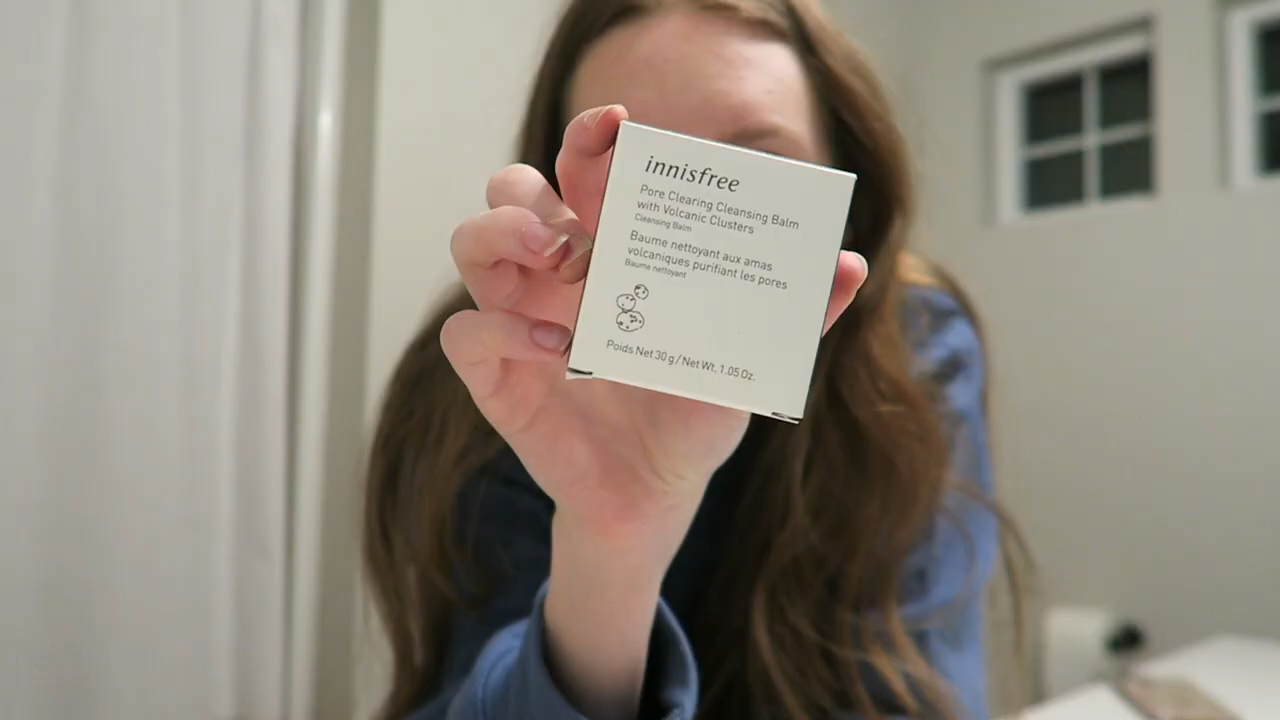 innisfree
Pore Clearing Cleansing Balm
with Volcanic Clusters
Cleansing Balm
Baume nettoyant aux amas
volcaniques purifiant les pores
Baume nettoyant
Poids Net 30 g / Net Wt. 1.05 Oz.